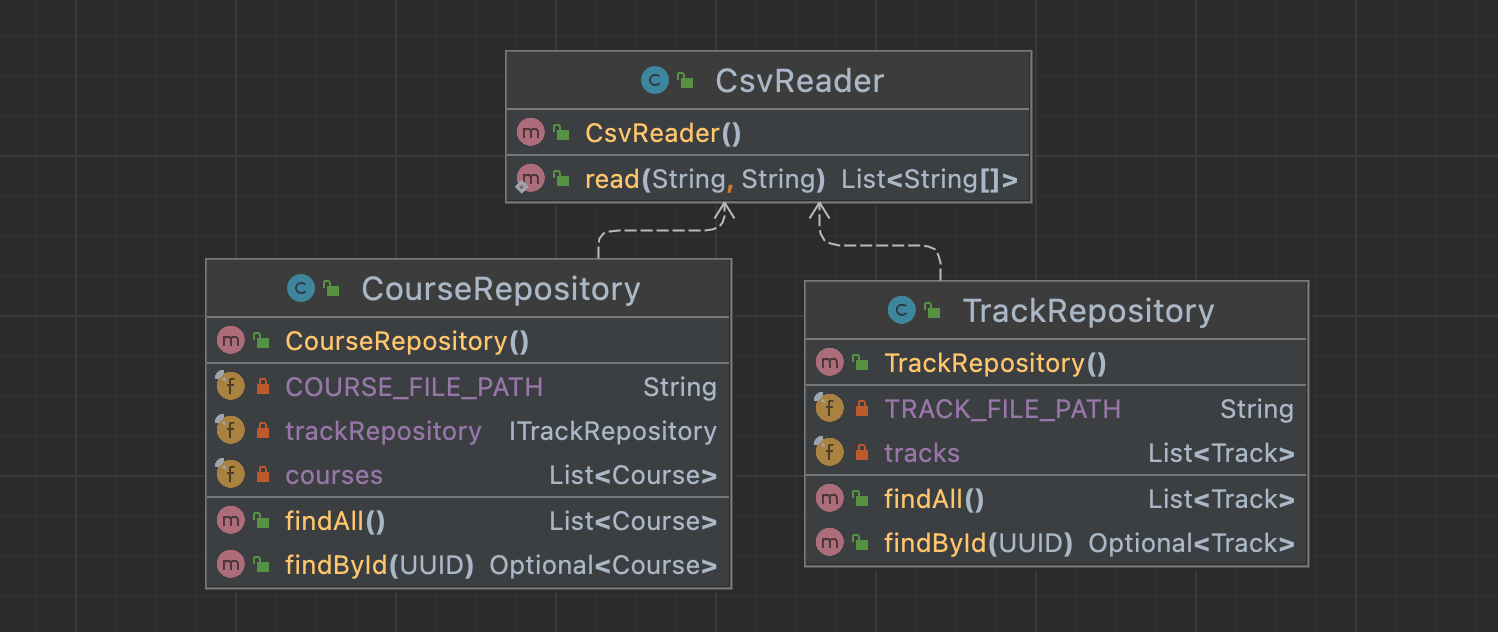 CsvReader
CsvReader()
read(String, String) List<String[]>
CourseRepository
CourseRepository()
COURSE_FILE_PATH String
trackRepository ITrackRepository
courses List<Course>
findAll() List<Course>
findById(UUID) Optional<Course>
TrackRepository
TrackRepository()
TRACK_FILE_PATH String
tracks List<Track>
findAll() List<Track>
findById(UUID) Optional<Track>